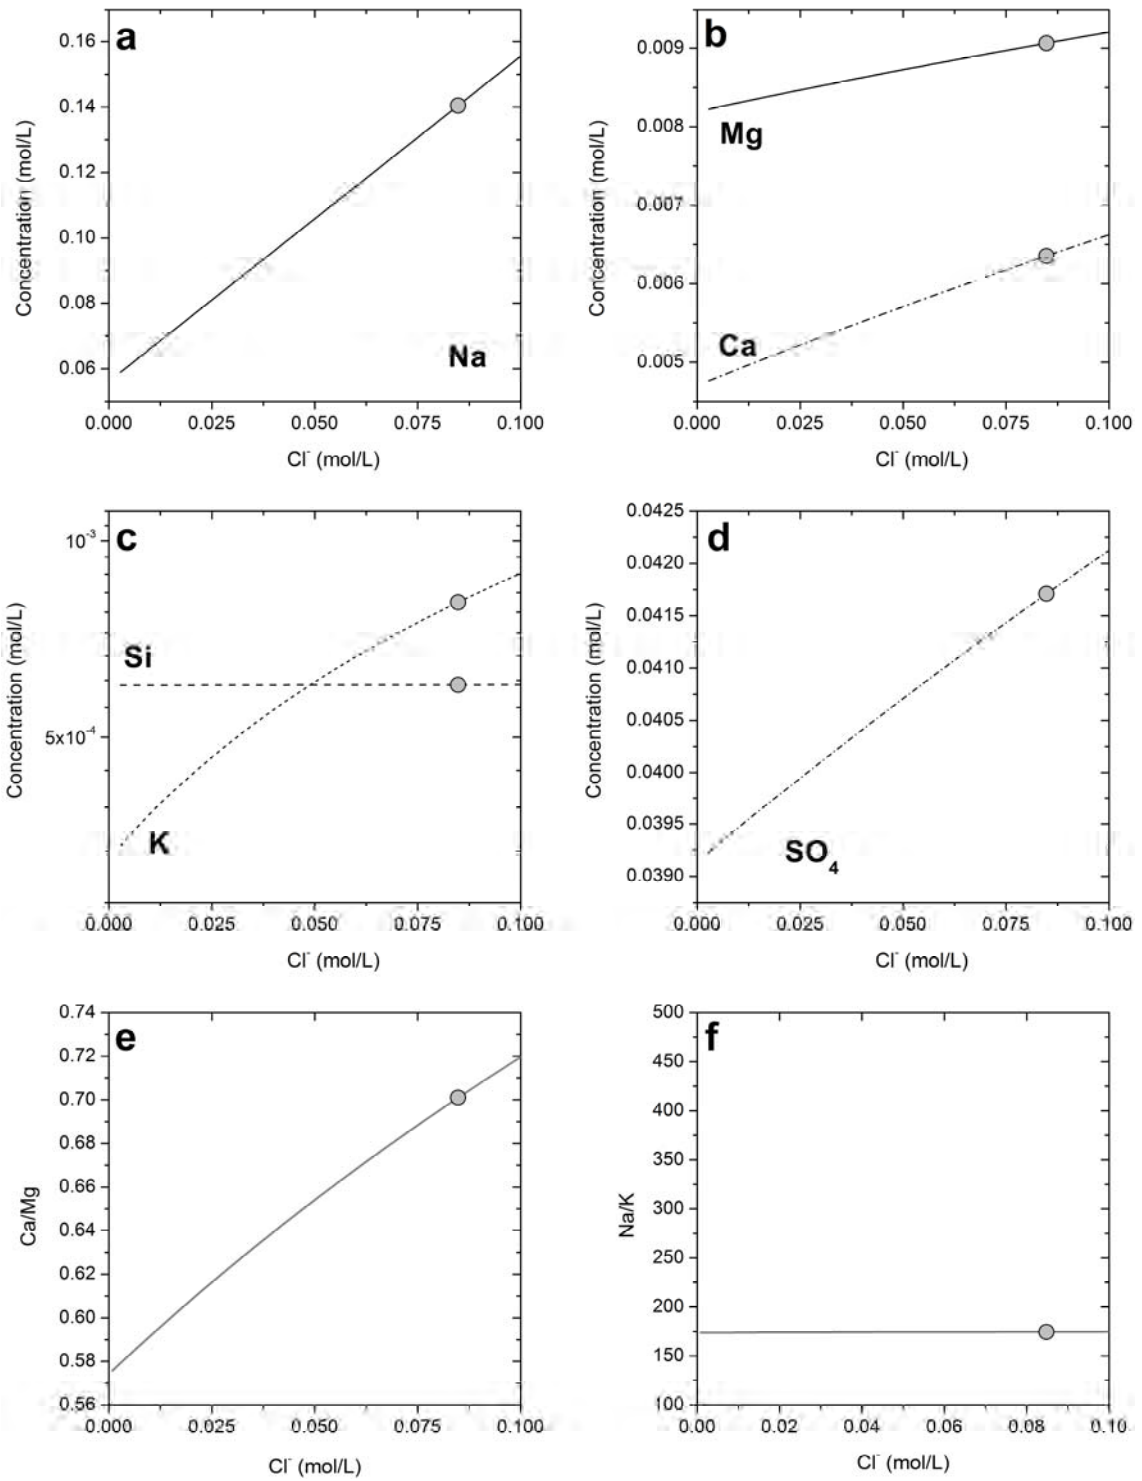 a
0.16
0.14
0.12
0.10
0.08
0.06
Concentration (mol/L)
Na
0.000 0.025 0.050 0.075 0.100
Cl⁻ (mol/L)
b
0.009
0.008
0.007
0.006
0.005
Concentration (mol/L)
Mg
Ca
0.000 0.025 0.050 0.075 0.100
Cl⁻ (mol/L)
c
10⁻³
5x10⁻⁴
Concentration (mol/L)
Si
K
0.000 0.025 0.050 0.075 0.100
Cl⁻ (mol/L)
d
0.0425
0.0420
0.0415
0.0410
0.0405
0.0400
0.0395
0.0390
Concentration (mol/L)
SO₄
0.000 0.025 0.050 0.075 0.100
Cl⁻ (mol/L)
e
0.74
0.72
0.70
0.68
0.66
0.64
0.62
0.60
0.58
0.56
Ca/Mg
0.000 0.025 0.050 0.075 0.100
Cl⁻ (mol/L)
f
500
450
400
350
300
250
200
150
100
Na/K
0.00 0.02 0.04 0.06 0.08 0.10
Cl⁻ (mol/L)